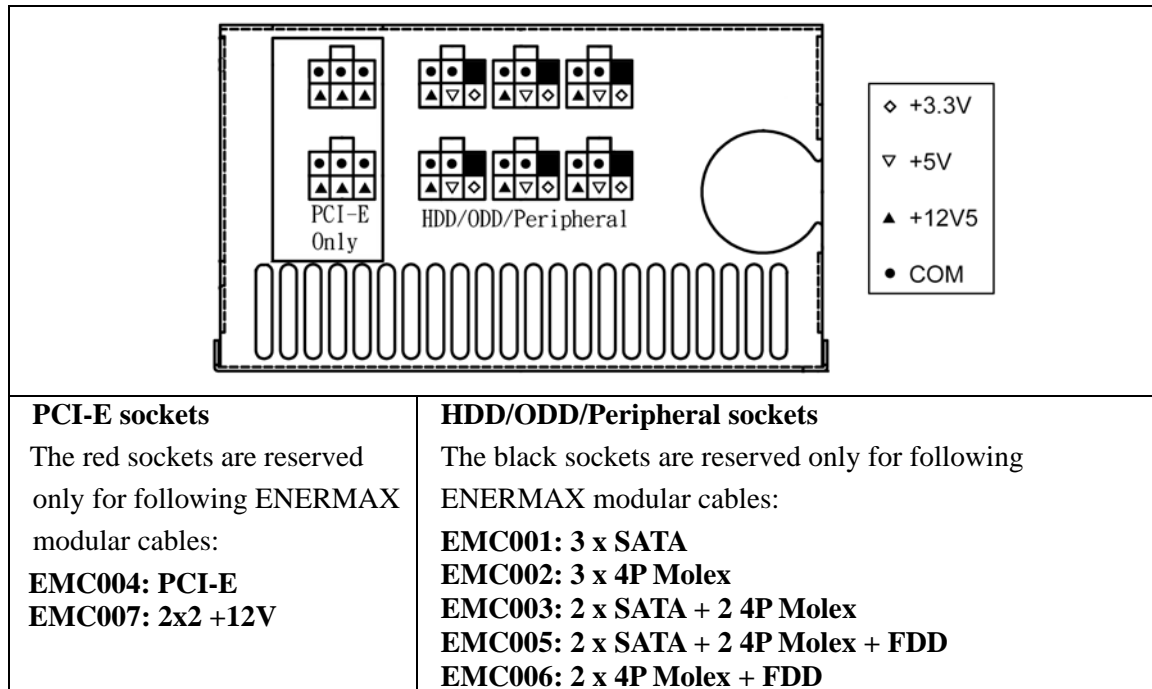 +3.3V
+5V
+12V5
COM
PCI-E
Only
HDD/ODD/Peripheral
PCI-E sockets
The red sockets are reserved
only for following ENERMAX
modular cables:
EMC004: PCI-E
EMC007: 2x2 +12V
HDD/ODD/Peripheral sockets
The black sockets are reserved only for following
ENERMAX modular cables:
EMC001: 3 x SATA
EMC002: 3 x 4P Molex
EMC003: 2 x SATA + 2 4P Molex
EMC005: 2 x SATA + 2 4P Molex + FDD
EMC006: 2 x 4P Molex + FDD